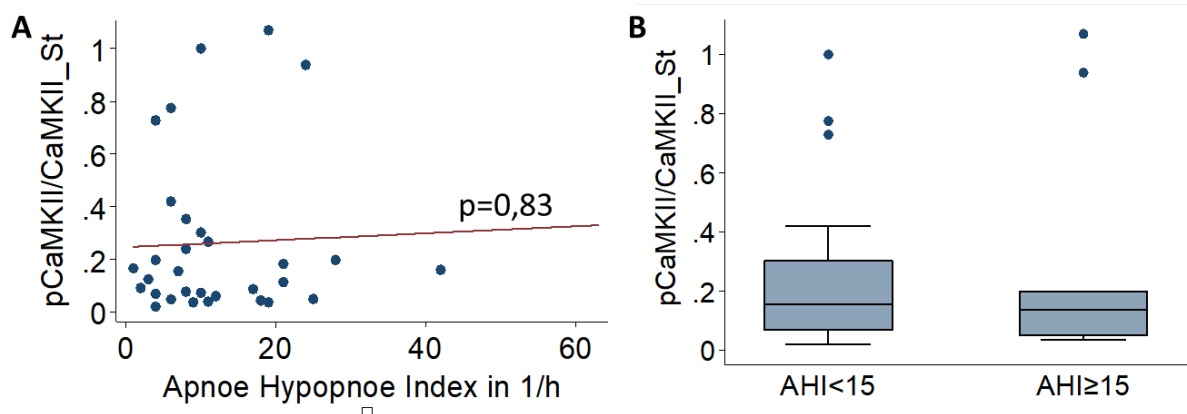 A
pCaMKII/CaMKII_St
1
.8
.6
.4
.2
0
p=0,83
0 20 40 60
Apnoe Hypopnoe Index in 1/h
B
pCaMKII/CaMKII_St
1
.8
.6
.4
.2
0
AHI<15 AHI≥15